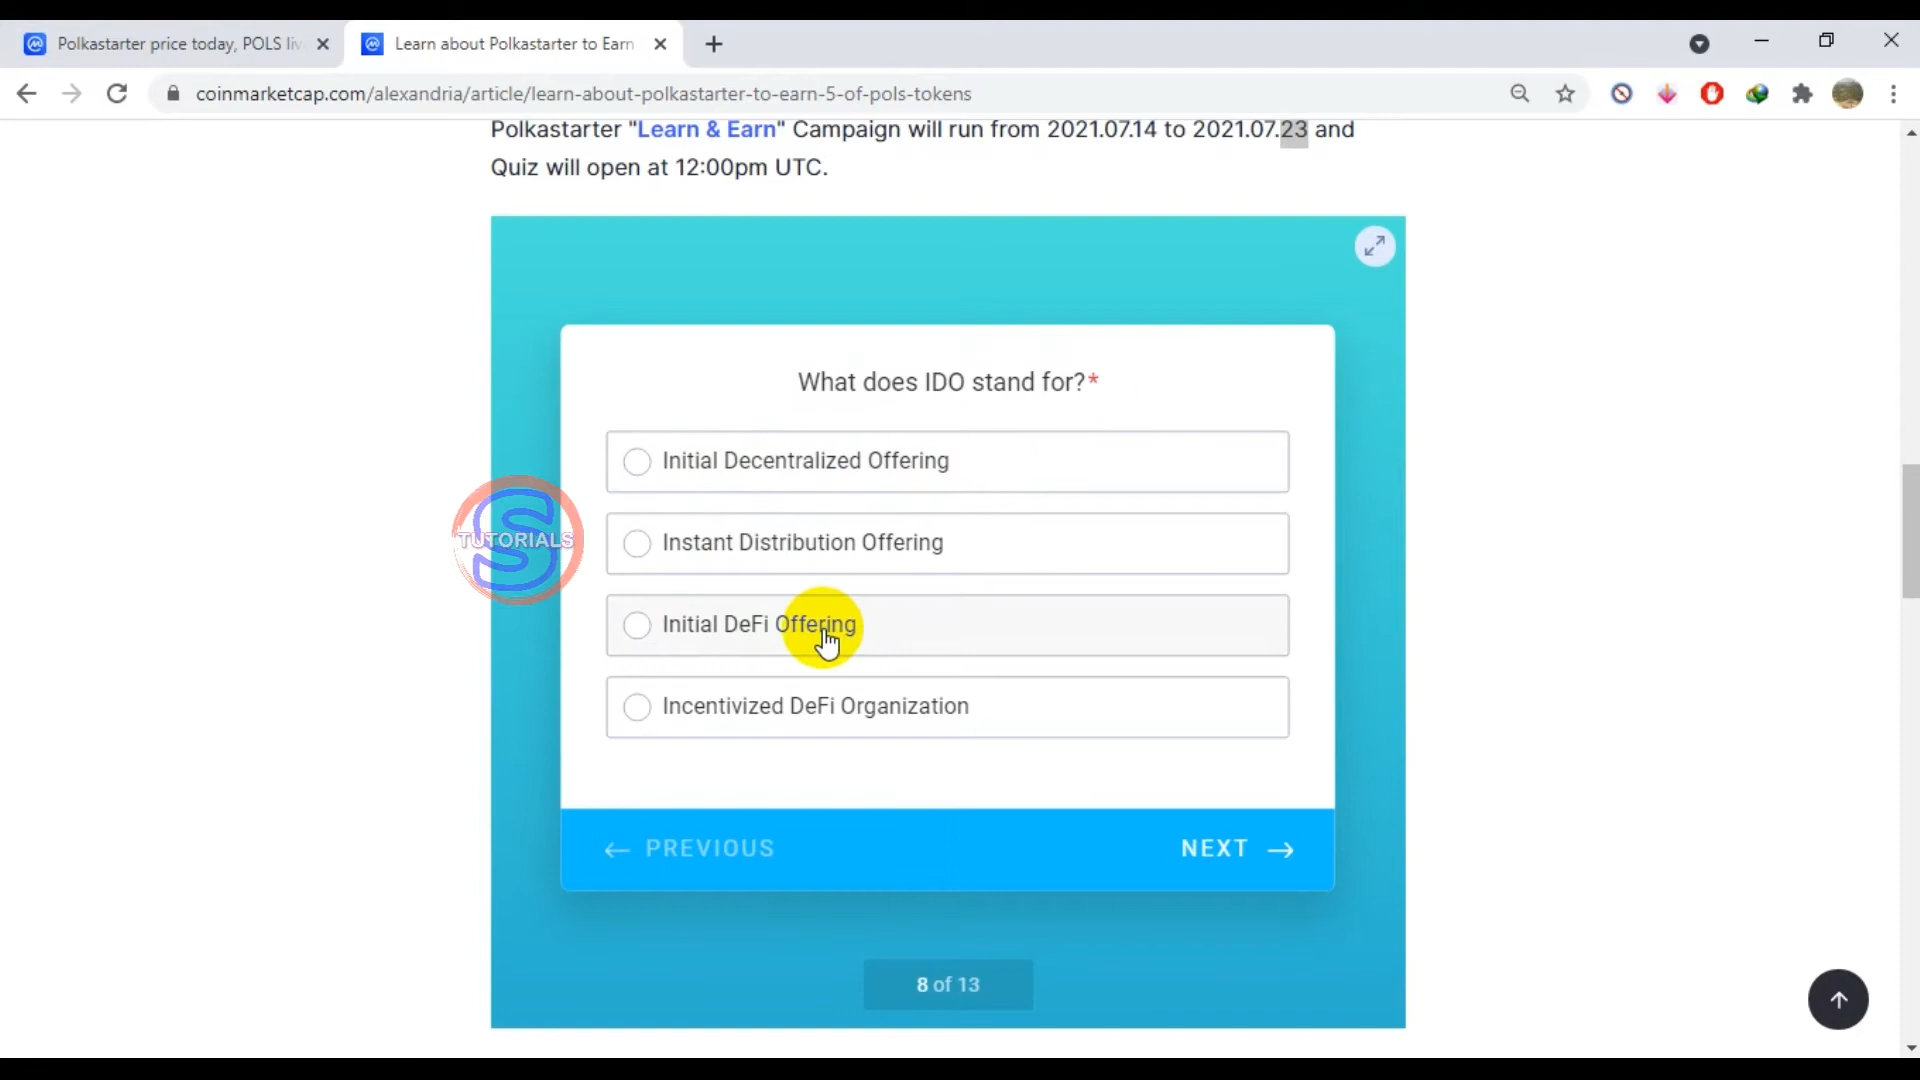 Polkastarter price today, POLS liv
Learn about Polkastarter to Earn
coinmarketcap.com/alexandria/article/learn-about-polkastarter-to-earn-5-of-pols-tokens
Polkastarter "Learn & Earn" Campaign will run from 2021.07.14 to 2021.07.23 and
Quiz will open at 12:00pm UTC.
What does IDO stand for?*
Initial Decentralized Offering
Instant Distribution Offering
S
TUTORIALS
Initial DeFi Offering
Incentivized DeFi Organization
← PREVIOUS
NEXT →
8 of 13